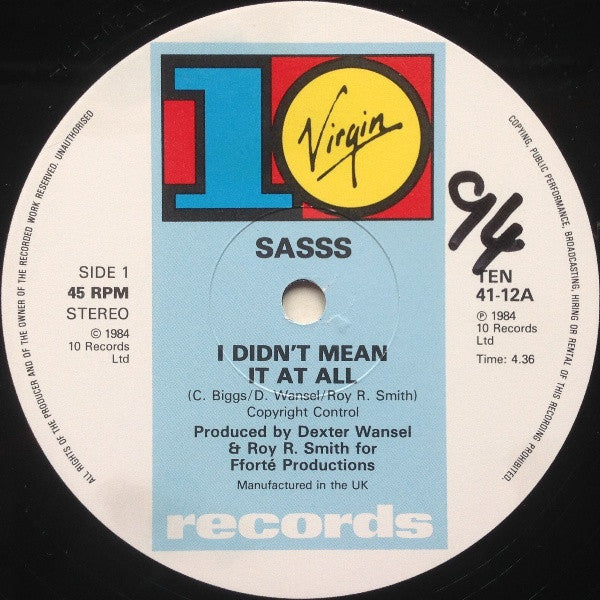 10
Virgin
SASSS
SIDE 1
45 RPM
STEREO
© 1984
10 Records
Ltd
94
TEN
41-12A
℗ 1984
10 Records
Ltd
Time: 4.36
I DIDN'T MEAN
IT AT ALL
(C. Biggs/D. Wansel/Roy R. Smith)
Copyright Control
Produced by Dexter Wansel
& Roy R. Smith for
Fforté Productions
Manufactured in the UK
records
ALL RIGHTS OF THE PRODUCER AND OF THE OWNER OF THE RECORDED WORK RESERVED. UNAUTHORISED
COPYING, PUBLIC PERFORMANCE, BROADCASTING, HIRING OR RENTAL OF THIS RECORDING PROHIBITED.